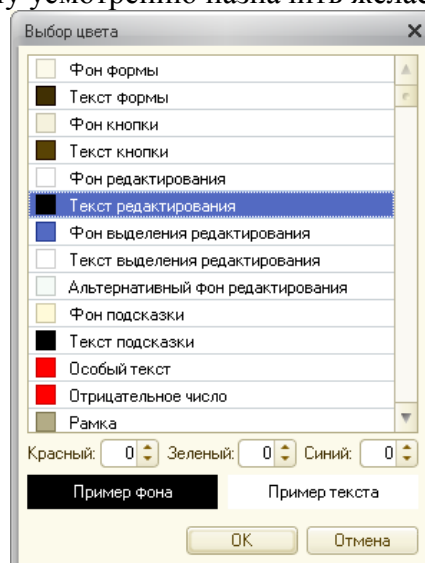 усмотрению назначить
Выбор цвета
Фон формы
Текст формы
Фон кнопки
Текст кнопки
Фон редактирования
Текст редактирования
Фон выделения редактирования
Текст выделения редактирования
Альтернативный фон редактирования
Фон подсказки
Текст подсказки
Особый текст
Отрицательное число
Рамка
Красный: 0 Зеленый: 0 Синий: 0
Пример фона Пример текста
OK Отмена